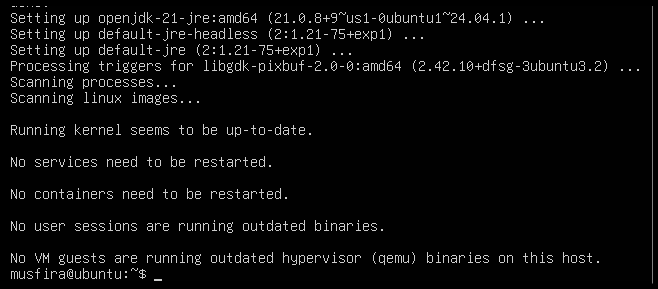 Setting up openjdk-21-jre:amd64 (21.0.8+9~us1-0ubuntu1~24.04.1) ...
Setting up default-jre-headless (2:1.21-75+exp1) ...
Setting up default-jre (2:1.21-75+exp1) ...
Processing triggers for libgdk-pixbuf-2.0-0:amd64 (2.42.10+dfsg-3ubuntu3.2) ...
Scanning processes...
Scanning linux images...
Running kernel seems to be up-to-date.
No services need to be restarted.
No containers need to be restarted.
No user sessions are running outdated binaries.
No VM guests are running outdated hypervisor (qemu) binaries on this host.
musfira@ubuntu:~$ _